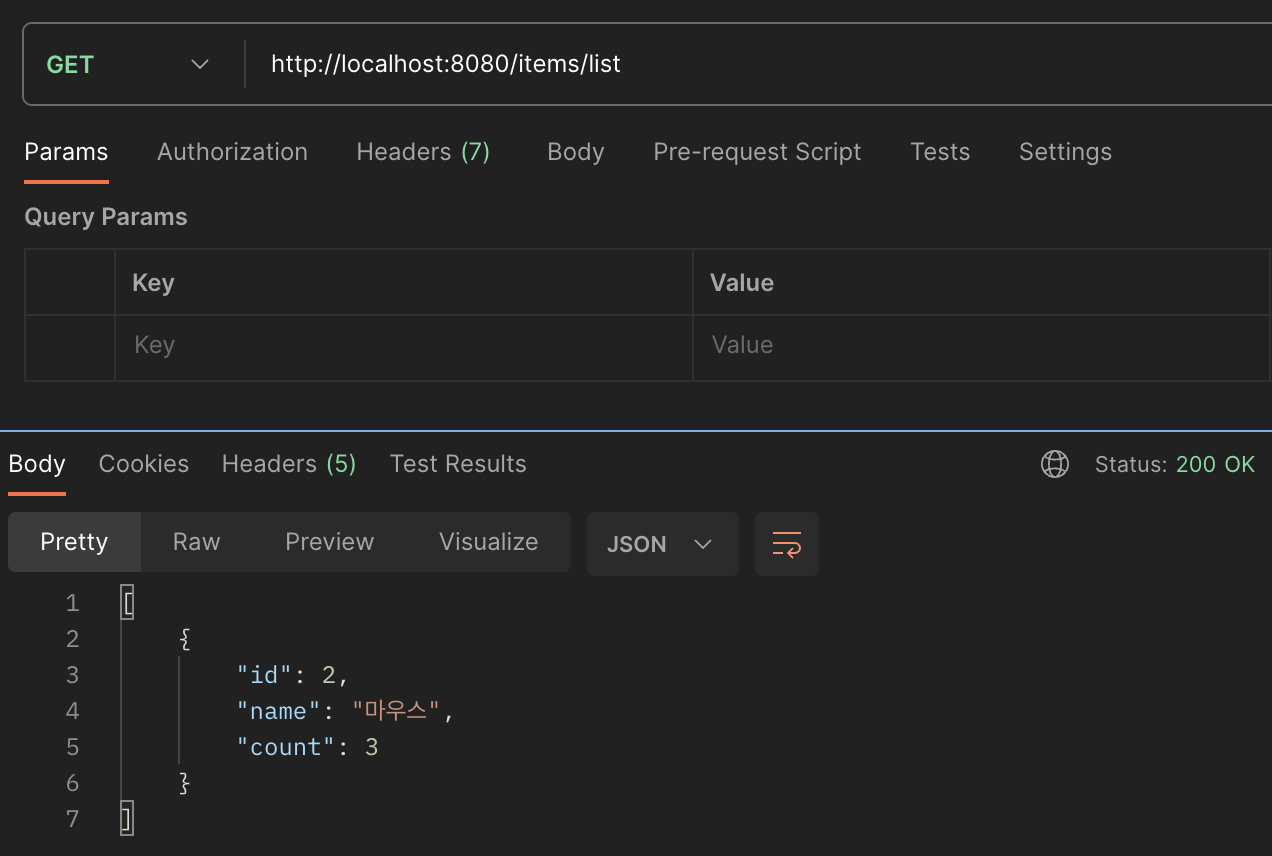 GET http://localhost:8080/items/list
Params Authorization Headers (7) Body Pre-request Script Tests Settings
Query Params
Key Value
Key Value
Body Cookies Headers (5) Test Results Status: 200 OK
Pretty Raw Preview Visualize JSON
1 [
2 {
3 "id": 2,
4 "name": "마우스",
5 "count": 3
6 }
7 ]